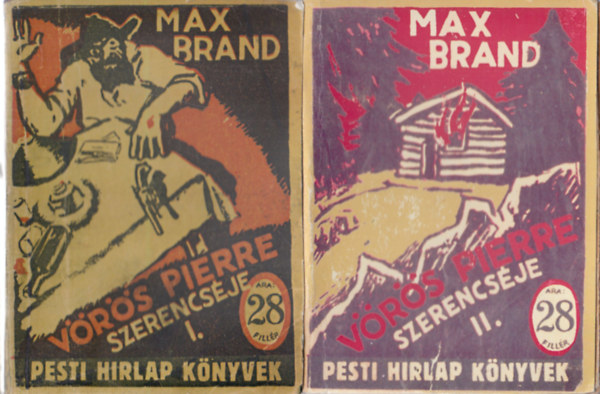 MAX
BRAND
VÖRÖS PIERRE
SZERENCSÉJE
I.
ÁRA:
28
FILLÉR
PESTI HIRLAP KÖNYVEK
MAX
BRAND
VÖRÖS PIERRE
SZERENCSÉJE
II.
ÁRA:
28
FILLÉR
PESTI HIRLAP KÖNYVEK